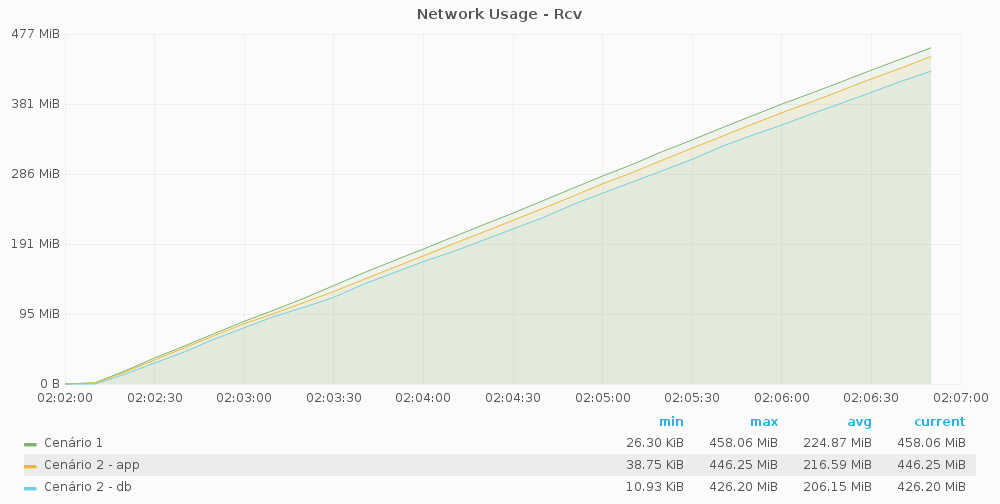 Network Usage - Rcv
477 MiB
381 MiB
286 MiB
191 MiB
95 MiB
0 B
02:02:00 02:02:30 02:03:00 02:03:30 02:04:00 02:04:30 02:05:00 02:05:30 02:06:00 02:06:30 02:07:00
min max avg current
Cenário 1 26.30 KiB 458.06 MiB 224.87 MiB 458.06 MiB
Cenário 2 - app 38.75 KiB 446.25 MiB 216.59 MiB 446.25 MiB
Cenário 2 - db 10.93 KiB 426.20 MiB 206.15 MiB 426.20 MiB